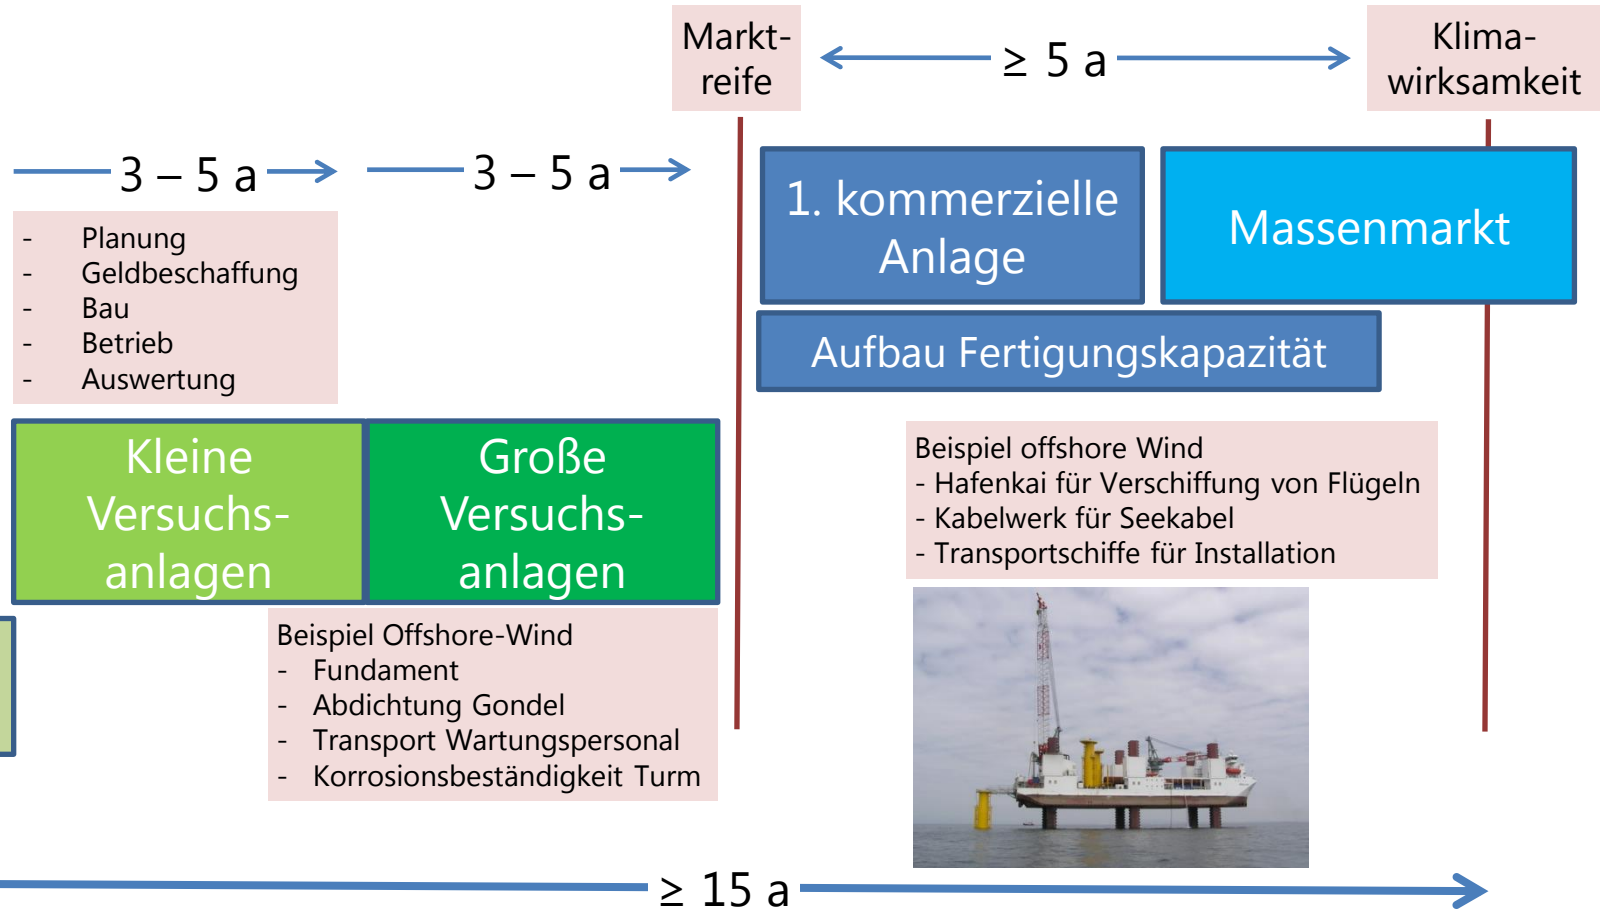 Markt-
reife
≥ 5 a
Klima-
wirksamkeit
3 – 5 a
3 – 5 a
- Planung
- Geldbeschaffung
- Bau
- Betrieb
- Auswertung
1. kommerzielle
Anlage
Massenmarkt
Aufbau Fertigungskapazität
Kleine
Versuchs-
anlagen
Große
Versuchs-
anlagen
Beispiel offshore Wind
- Hafenkai für Verschiffung von Flügeln
- Kabelwerk für Seekabel
- Transportschiffe für Installation
Beispiel Offshore-Wind
- Fundament
- Abdichtung Gondel
- Transport Wartungspersonal
- Korrosionsbeständigkeit Turm
≥ 15 a